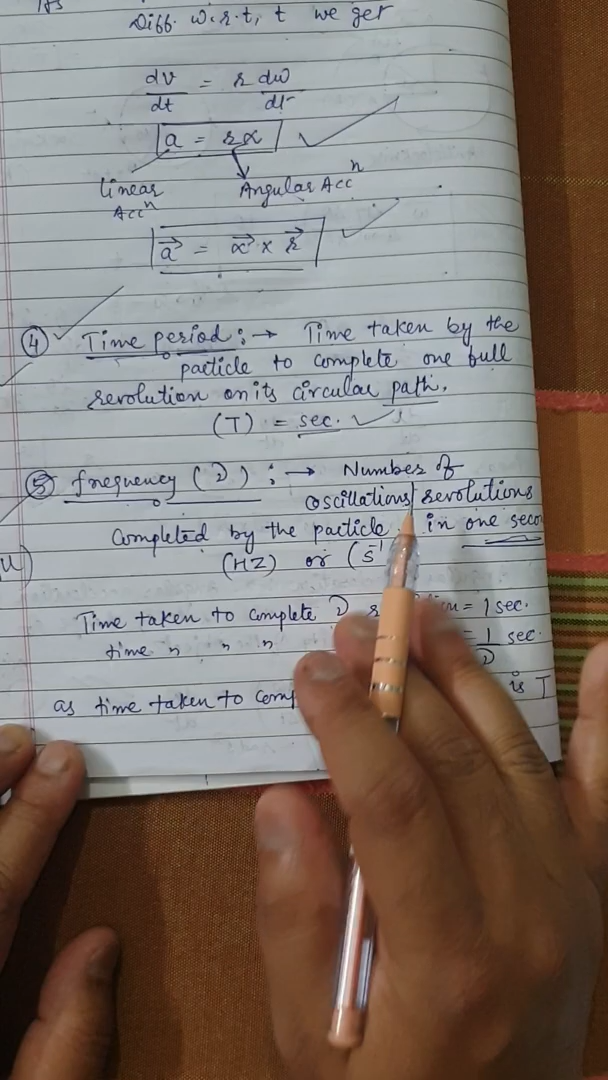 Diff. w.r.t, t we get
dv/dt = r dω/dt
a = rα
linear Accⁿ Angular Accⁿ
a⃗ = α⃗ × r⃗
④ Time period :→ Time taken by the
particle to complete one full
revolution on its circular path.
(T) = sec.
⑤ frequency (ν) :→ Number of
oscillations/revolutions
Completed by the particle in one
(HZ) or (s⁻¹
Time taken to complete ν = 1 sec.
time " " " = 1/ν sec.
as time taken to is T